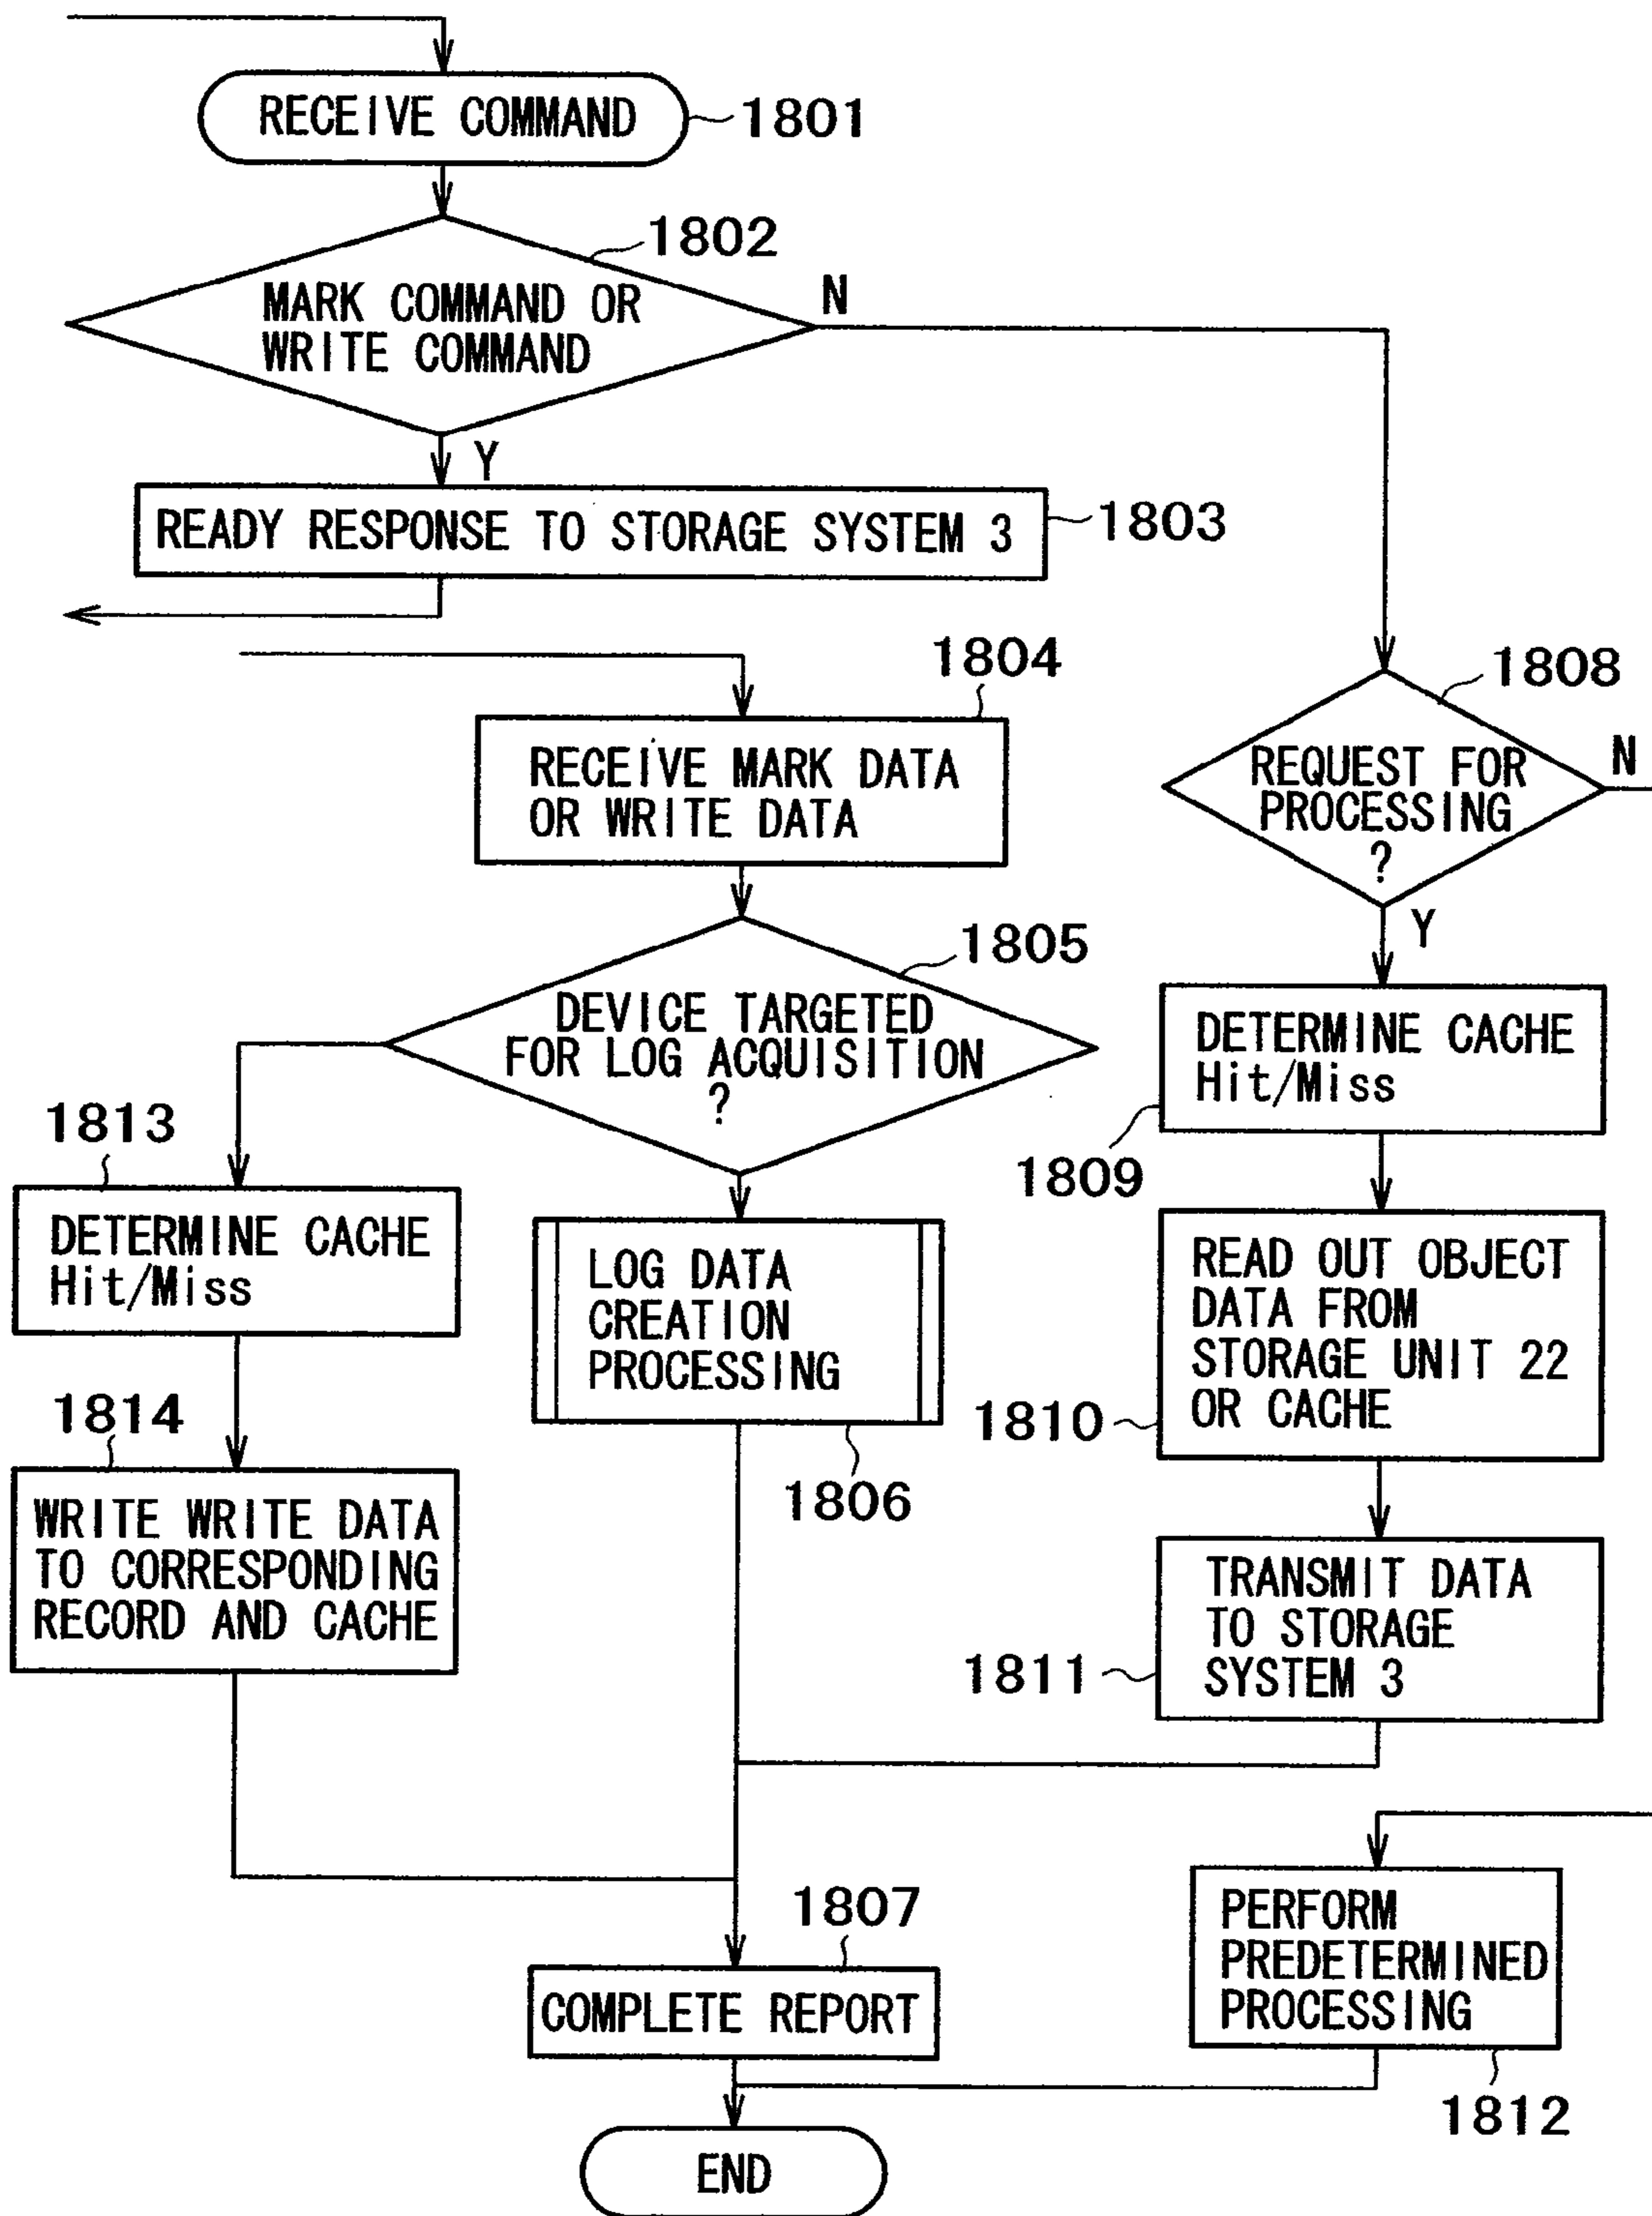 RECEIVE COMMAND
1801
1802
MARK COMMAND OR
WRITE COMMAND
N
Y
READY RESPONSE TO STORAGE SYSTEM 3
1803
1804
RECEIVE MARK DATA
OR WRITE DATA
1805
DEVICE TARGETED
FOR LOG ACQUISITION
?
1813
DETERMINE CACHE
Hit/Miss
1814
WRITE WRITE DATA
TO CORRESPONDING
RECORD AND CACHE
LOG DATA
CREATION
PROCESSING
1806
1808
REQUEST FOR
PROCESSING
?
N
Y
DETERMINE CACHE
Hit/Miss
1809
READ OUT OBJECT
DATA FROM
STORAGE UNIT 22
OR CACHE
1810
TRANSMIT DATA
TO STORAGE
SYSTEM 3
1811
1807
COMPLETE REPORT
PERFORM
PREDETERMINED
PROCESSING
1812
END